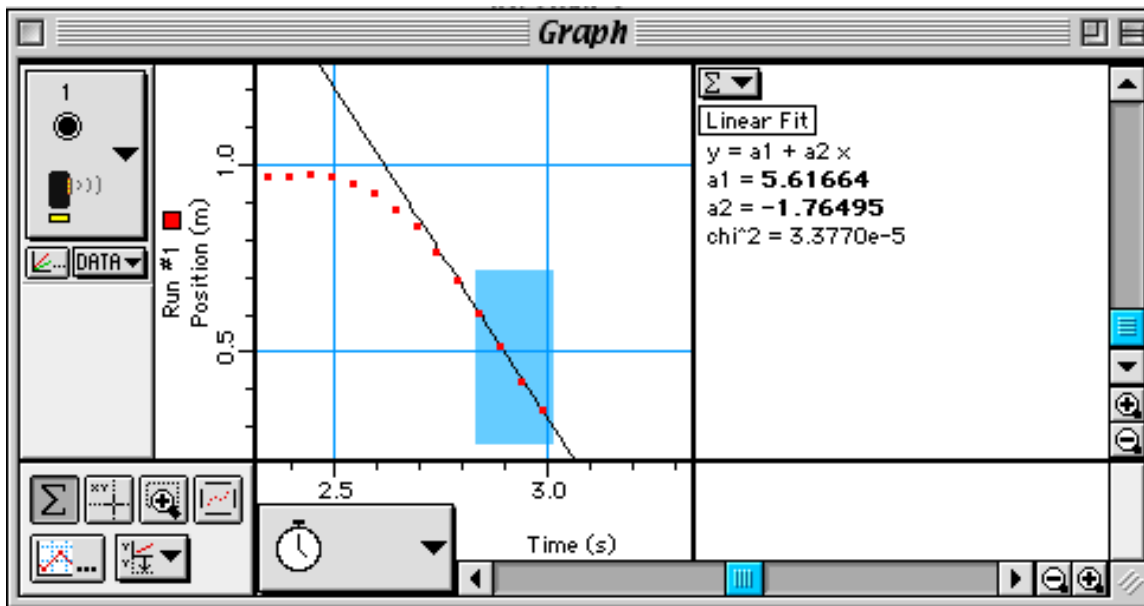 Graph
1
DATA
Run #1
Position (m)
1.0
0.5
Σ
Linear Fit
y = a1 + a2 x
a1 = 5.61664
a2 = -1.76495
chi^2 = 3.3770e-5
2.5 3.0
Time (s)
Σ
...